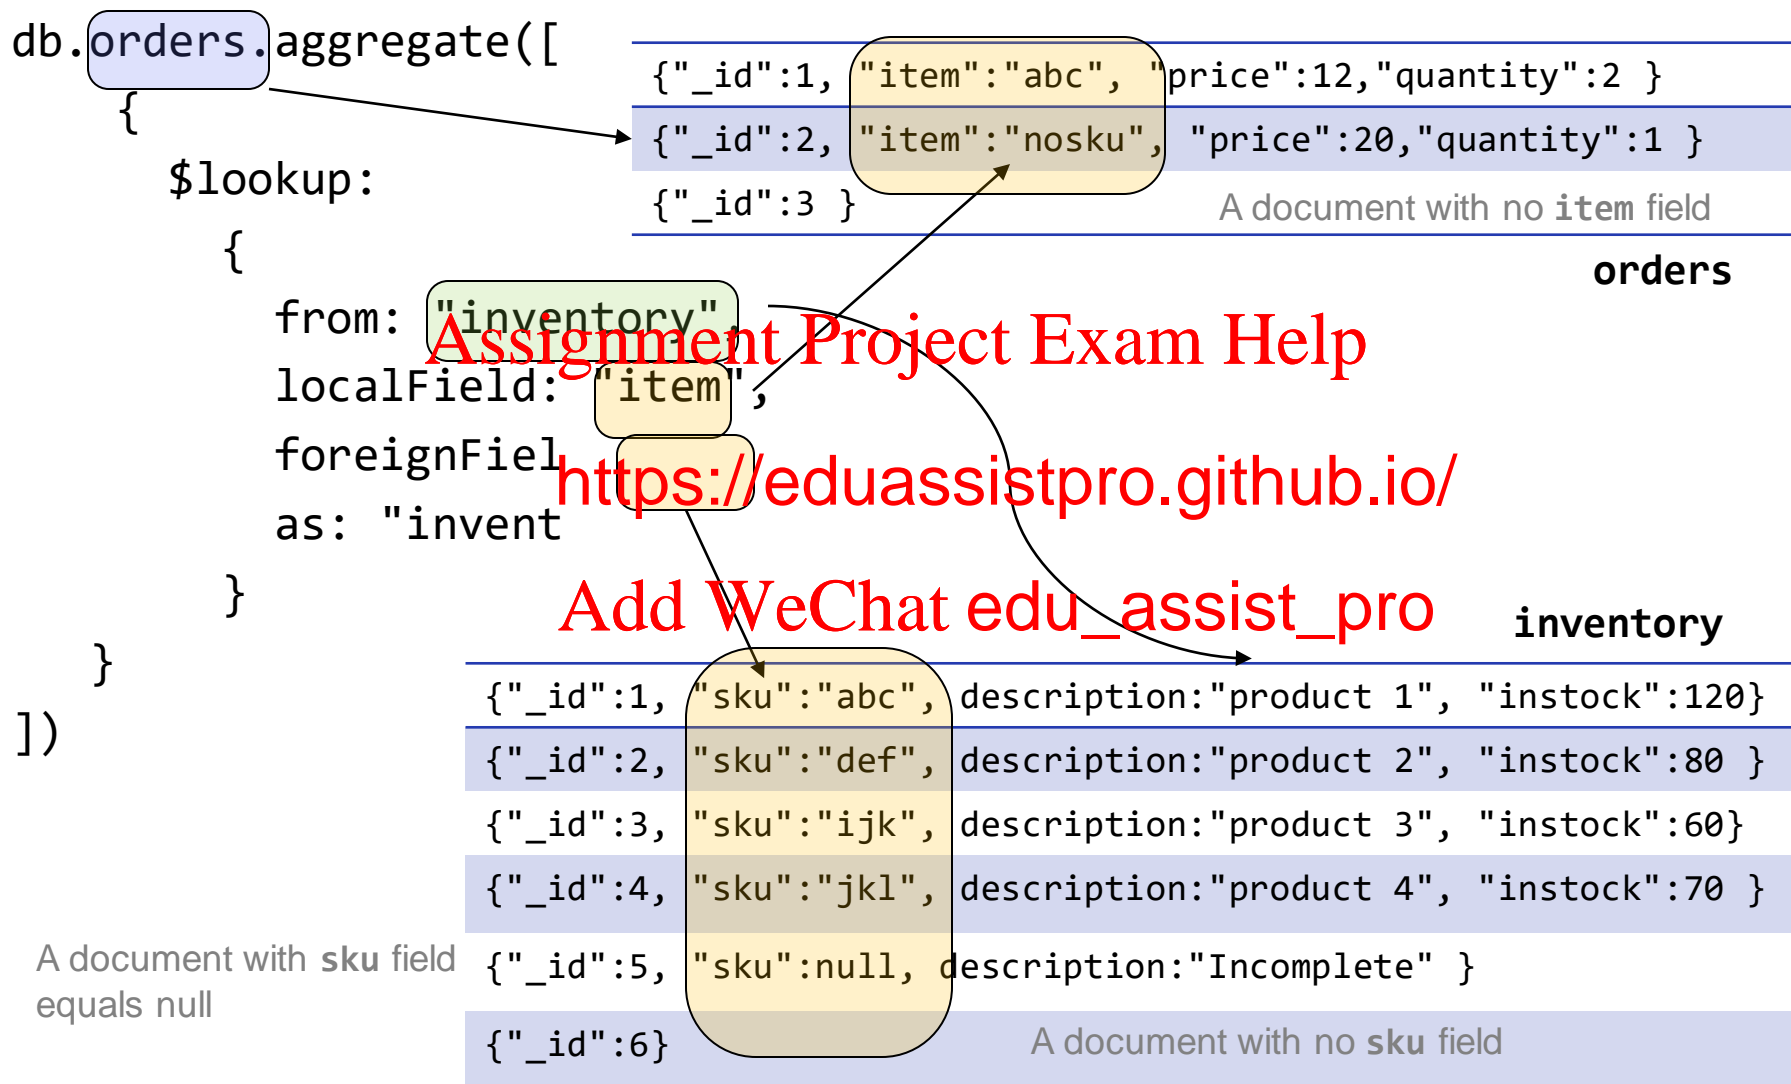 db.orders.aggregate([
{
$lookup:
{
from: "inventory",
localField: "item",
foreignFiel
as: "invent
}
}
])
{"_id":1, "item":"abc", "price":12,"quantity":2 }
{"_id":2, "item":"nosku", "price":20,"quantity":1 }
{"_id":3 }
A document with no item field
orders
Assignment Project Exam Help
https://eduassistpro.github.io/
Add WeChat edu_assist_pro
inventory
{"_id":1, "sku":"abc", description:"product 1", "instock":120}
{"_id":2, "sku":"def", description:"product 2", "instock":80 }
{"_id":3, "sku":"ijk", description:"product 3", "instock":60}
{"_id":4, "sku":"jkl", description:"product 4", "instock":70 }
A document with sku field
equals null
{"_id":5, "sku":null, description:"Incomplete" }
{"_id":6}
A document with no sku field